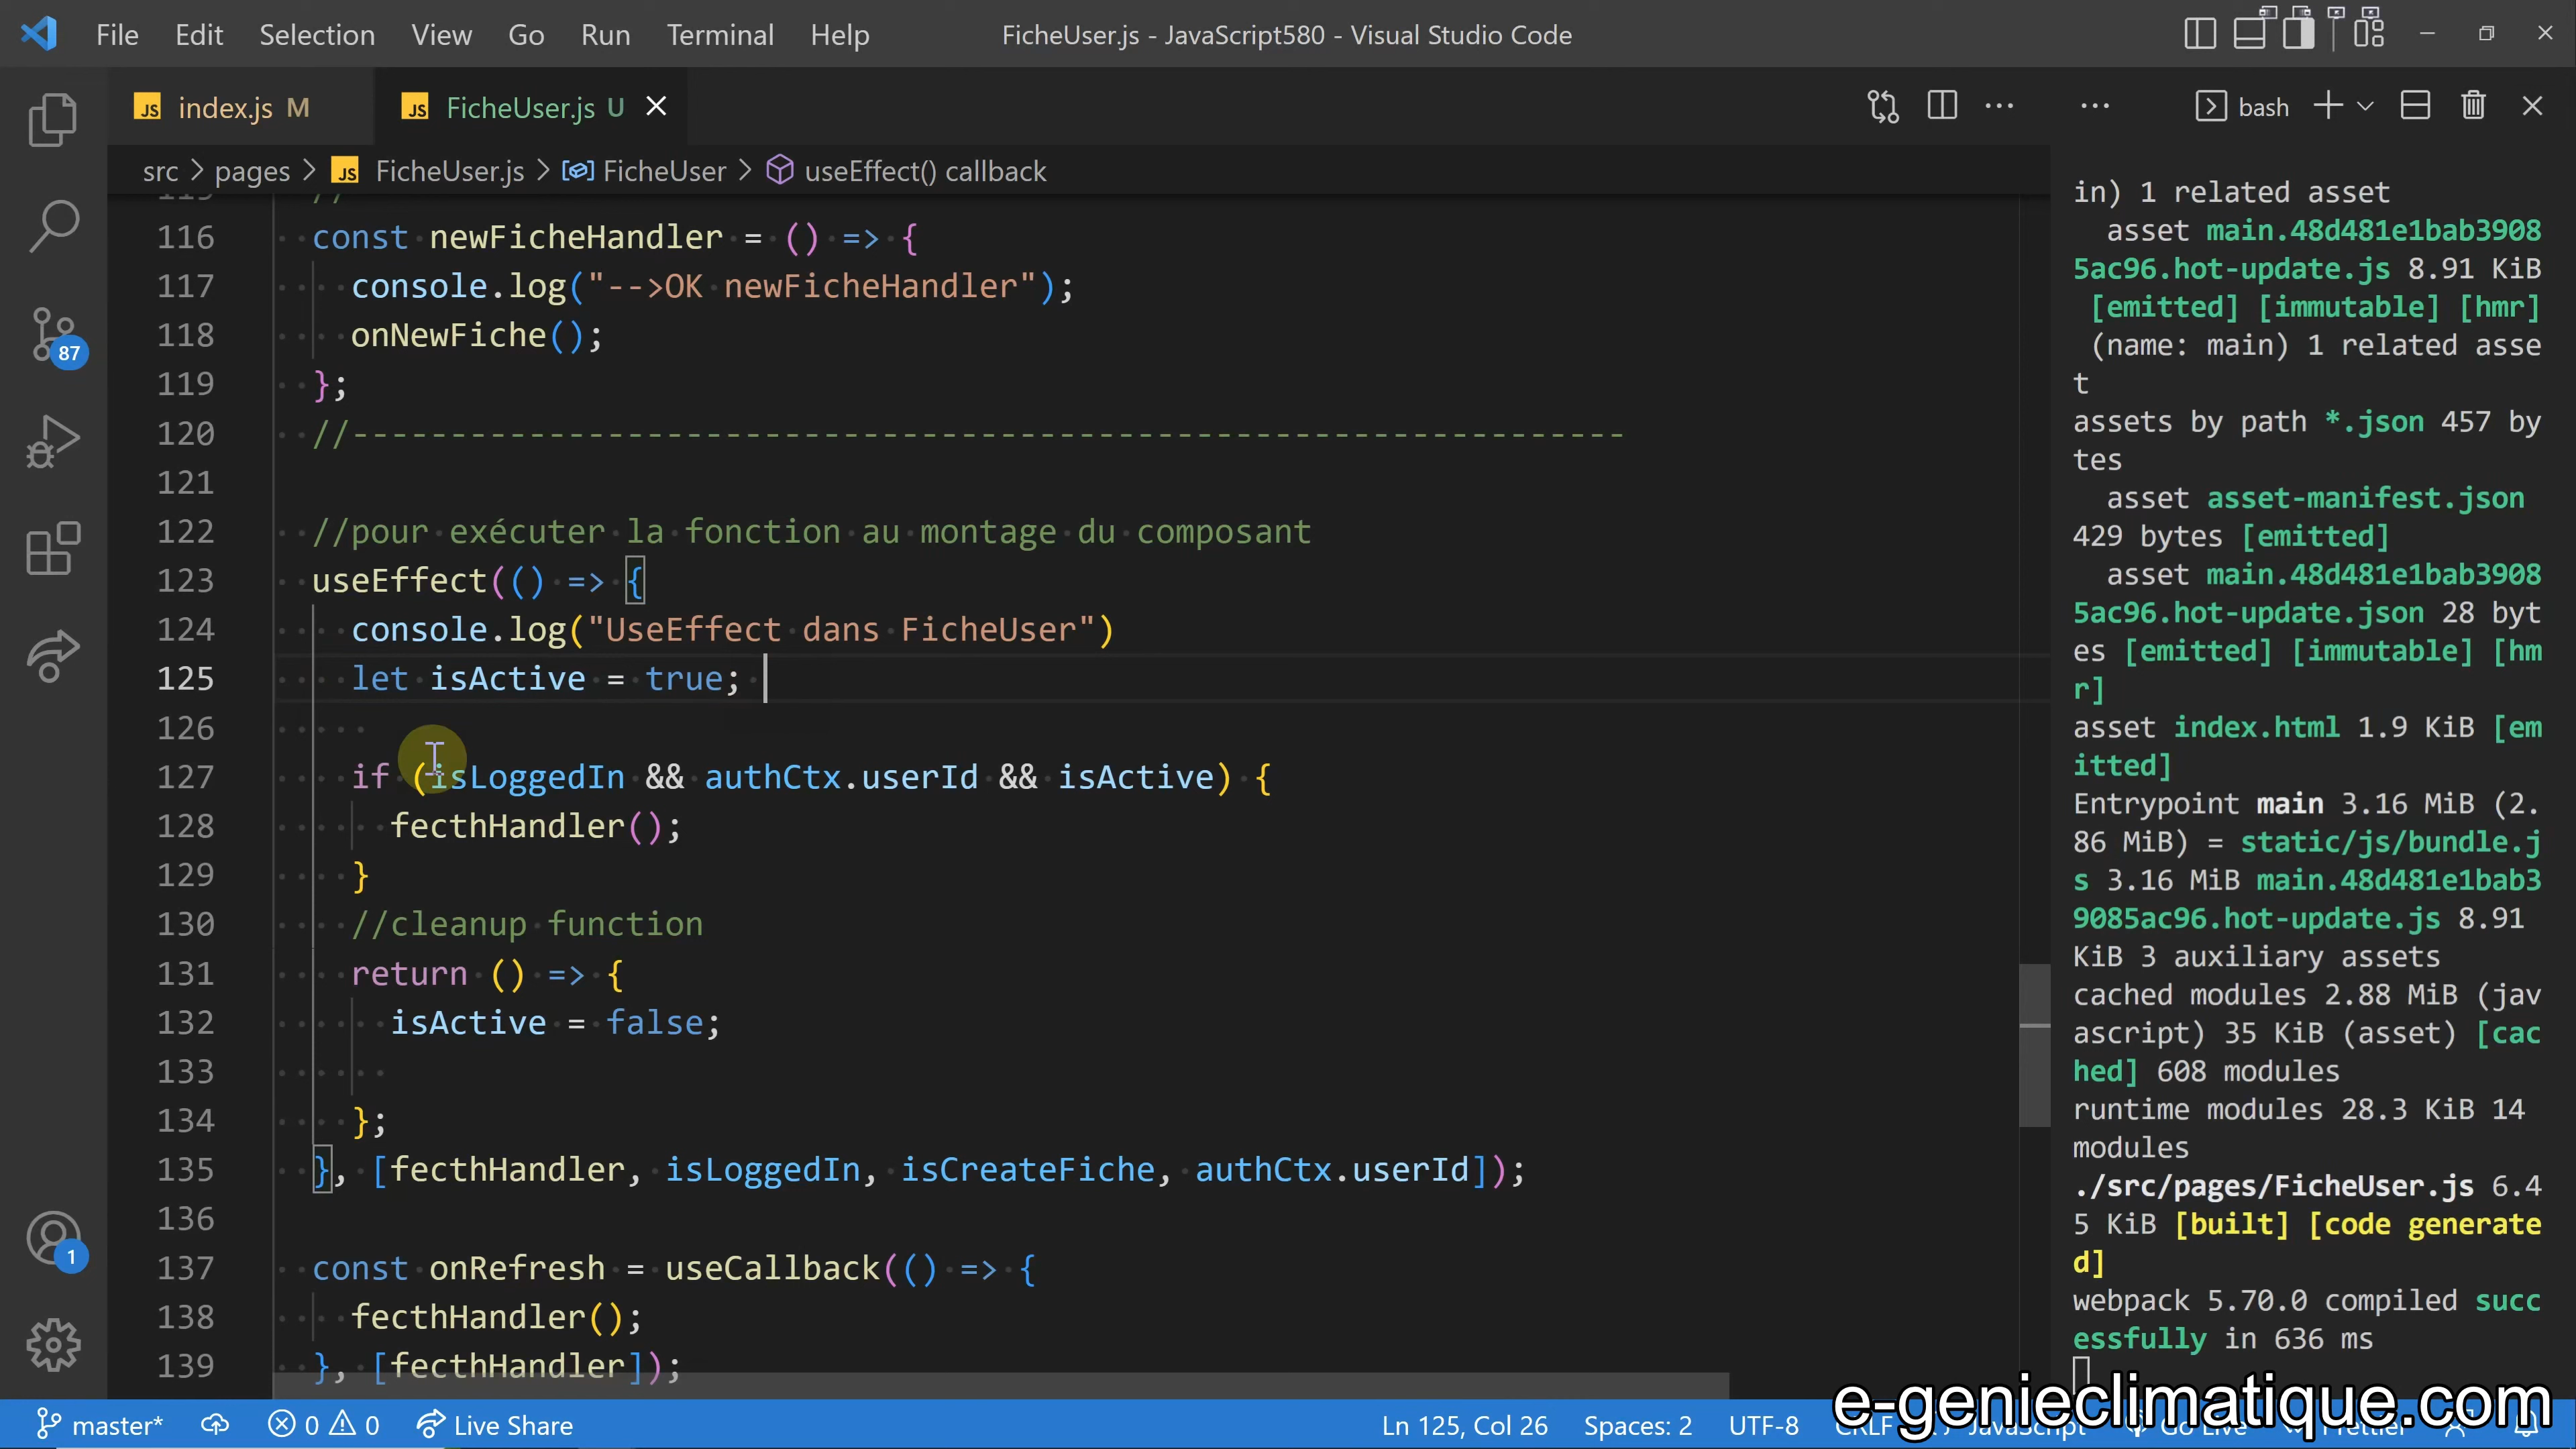 File Edit Selection View Go Run Terminal Help
FicheUser.js - JavaScript580 - Visual Studio Code
index.js M
FicheUser.js U
bash
src > pages > JS FicheUser.js > FicheUser > useEffect() callback
116 const newFicheHandler = () => {
117 console.log("-->OK newFicheHandler");
118 onNewFiche();
119 };
120 //-----------------------------------------------------------------
121
122 //pour exécuter la fonction au montage du composant
123 useEffect(() => {
124 console.log("UseEffect dans FicheUser")
125 let isActive = true;
126
127 if (isLoggedIn && authCtx.userId && isActive) {
128 fecthHandler();
129 }
130 //cleanup function
131 return () => {
132 isActive = false;
133
134 };
135 }, [fecthHandler, isLoggedIn, isCreateFiche, authCtx.userId]);
136
137 const onRefresh = useCallback(() => {
138 fecthHandler();
139 }, [fecthHandler]);
in) 1 related asset
asset main.48d481e1bab3908
5ac96.hot-update.js 8.91 KiB
[emitted] [immutable] [hmr]
(name: main) 1 related asse
t
assets by path *.json 457 by
tes
asset asset-manifest.json
429 bytes [emitted]
asset main.48d481e1bab3908
5ac96.hot-update.json 28 byt
es [emitted] [immutable] [hm
r]
asset index.html 1.9 KiB [em
itted]
Entrypoint main 3.16 MiB (2.
86 MiB) = static/js/bundle.j
s 3.16 MiB main.48d481e1bab3
9085ac96.hot-update.js 8.91
KiB 3 auxiliary assets
cached modules 2.88 MiB (jav
ascript) 35 KiB (asset) [cac
hed] 608 modules
runtime modules 28.3 KiB 14
modules
./src/pages/FicheUser.js 6.4
5 KiB [built] [code generate
d]
webpack 5.70.0 compiled succ
essfully in 636 ms
87
1
master* 0 0 Live Share
Ln 125, Col 26 Spaces: 2 UTF-8 CRLF JavaScript Go Live Prettier
e-genieclimatique.com